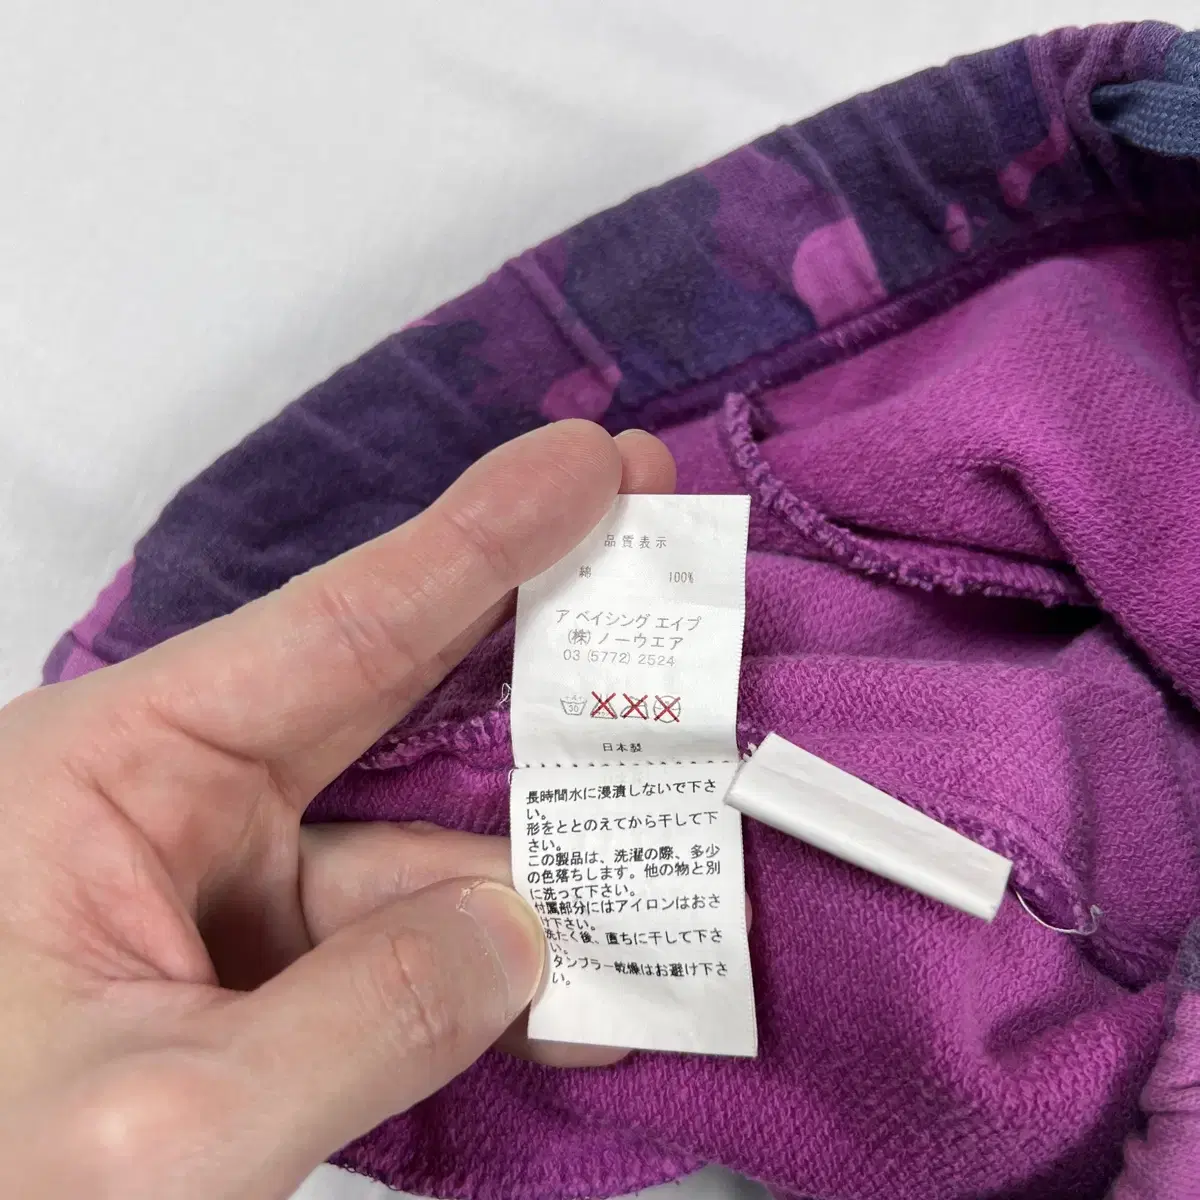 品質表示
綿 100%
ア ベイシング エイプ
(株) ノーウエア
03 (5772) 2524
30
日本製
長時間水に浸漬しないで下さ
い。
形をととのえてから干して下
さい。
この製品は、洗濯の際、多少
の色落ちします。他の物と別
に洗って下さい。
付属部分にはアイロンはおさ
け下さい。
洗たく後、直ちに干して下さ
い。
タンブラー乾燥はお避け下さ
い。